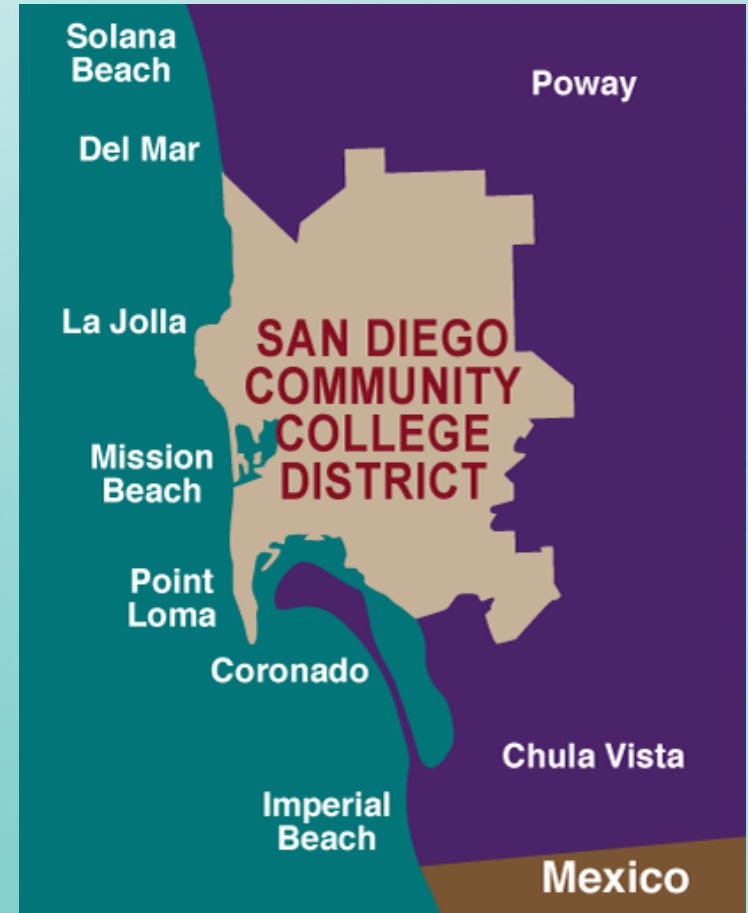 Solana
Beach
Poway
Del Mar
La Jolla
SAN DIEGO
COMMUNITY
COLLEGE
DISTRICT
Mission
Beach
Point
Loma
Coronado
Chula Vista
Imperial
Beach
Mexico